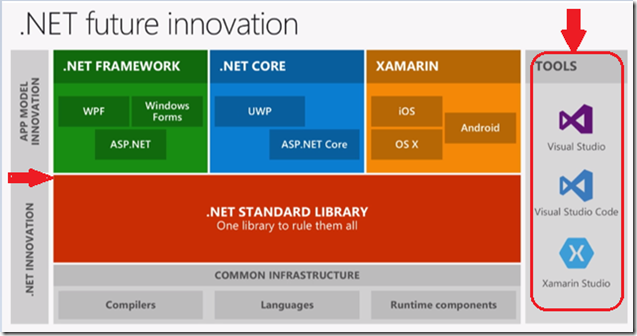 .NET future innovation
APP MODEL
INNOVATION
.NET FRAMEWORK
WPF
Windows
Forms
ASP.NET
.NET CORE
UWP
ASP.NET Core
XAMARIN
iOS
Android
OS X
TOOLS
Visual Studio
Visual Studio Code
Xamarin Studio
.NET INNOVATION
.NET STANDARD LIBRARY
One library to rule them all
COMMON INFRASTRUCTURE
Compilers
Languages
Runtime components